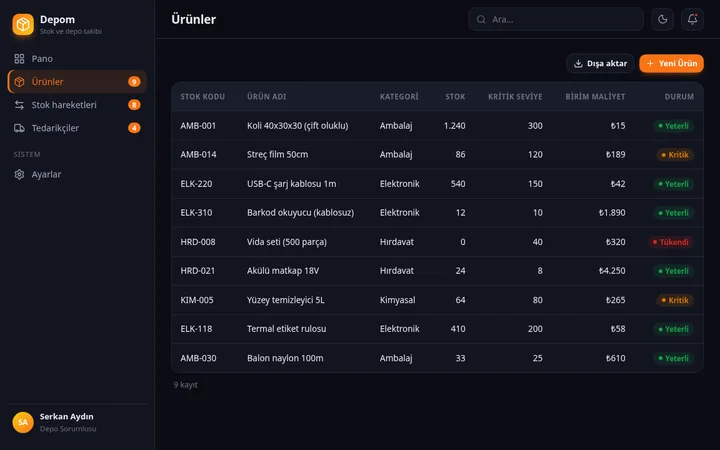 Depom
Stok ve depo takibi
Pano
Ürünler 9
Stok hareketleri 8
Tedarikçiler 4
SİSTEM
Ayarlar
SA
Serkan Aydın
Depo Sorumlusu
Ürünler
Ara…
Dışa aktar
Yeni Ürün
STOK KODU ÜRÜN ADI KATEGORİ STOK KRİTİK SEVİYE BİRİM MALİYET DURUM
AMB-001 Koli 40x30x30 (çift oluklu) Ambalaj 1.240 300 ₺15 Yeterli
AMB-014 Streç film 50cm Ambalaj 86 120 ₺189 Kritik
ELK-220 USB-C şarj kablosu 1m Elektronik 540 150 ₺42 Yeterli
ELK-310 Barkod okuyucu (kablosuz) Elektronik 12 10 ₺1.890 Yeterli
HRD-008 Vida seti (500 parça) Hırdavat 0 40 ₺320 Tükendi
HRD-021 Akülü matkap 18V Hırdavat 24 8 ₺4.250 Yeterli
KIM-005 Yüzey temizleyici 5L Kimyasal 64 80 ₺265 Kritik
ELK-118 Termal etiket rulosu Elektronik 410 200 ₺58 Yeterli
AMB-030 Balon naylon 100m Ambalaj 33 25 ₺610 Yeterli
9 kayıt